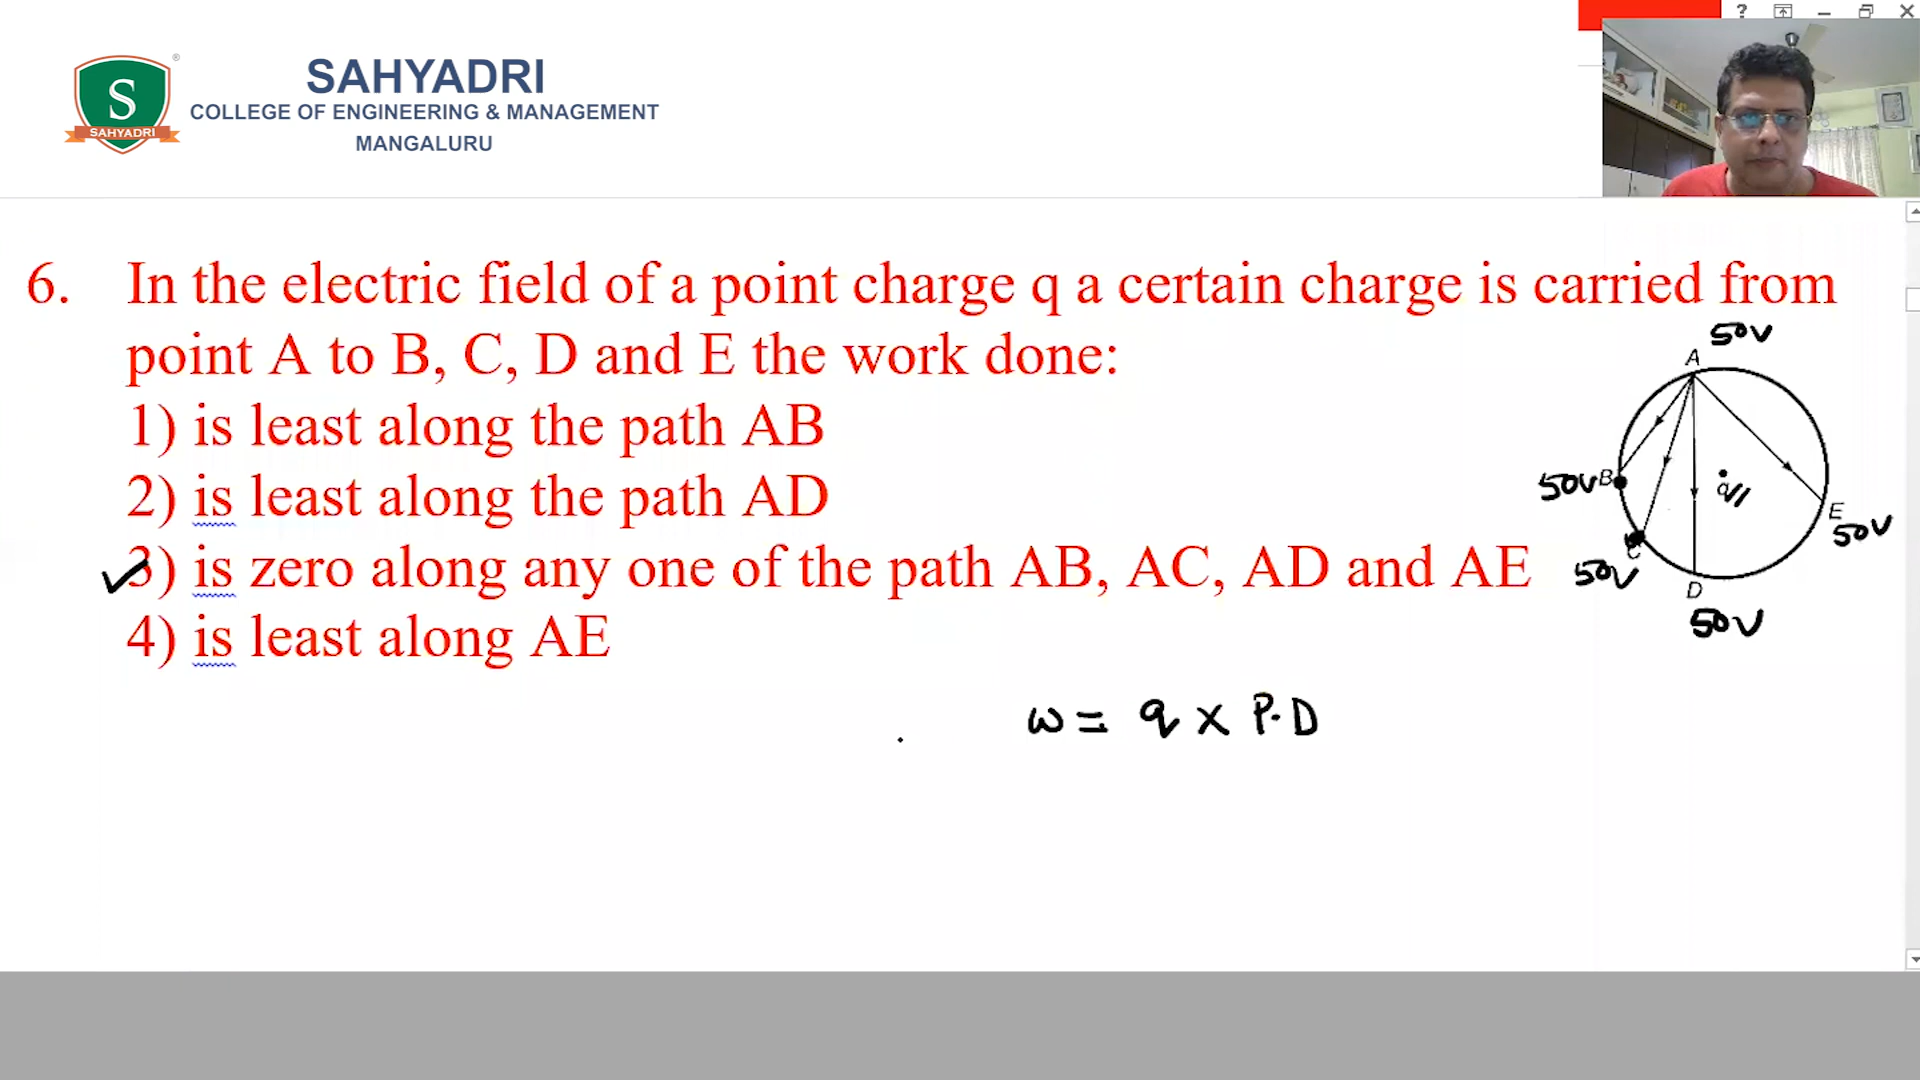 ?
S
SAHYADRI
®
SAHYADRI
COLLEGE OF ENGINEERING & MANAGEMENT
MANGALURU
6. In the electric field of a point charge q a certain charge is carried from
point A to B, C, D and E the work done:
1) is least along the path AB
2) is least along the path AD
3) is zero along any one of the path AB, AC, AD and AE
4) is least along AE
50V
A
50V B
E
50V
C
50V
D
50V
W = q x P.D